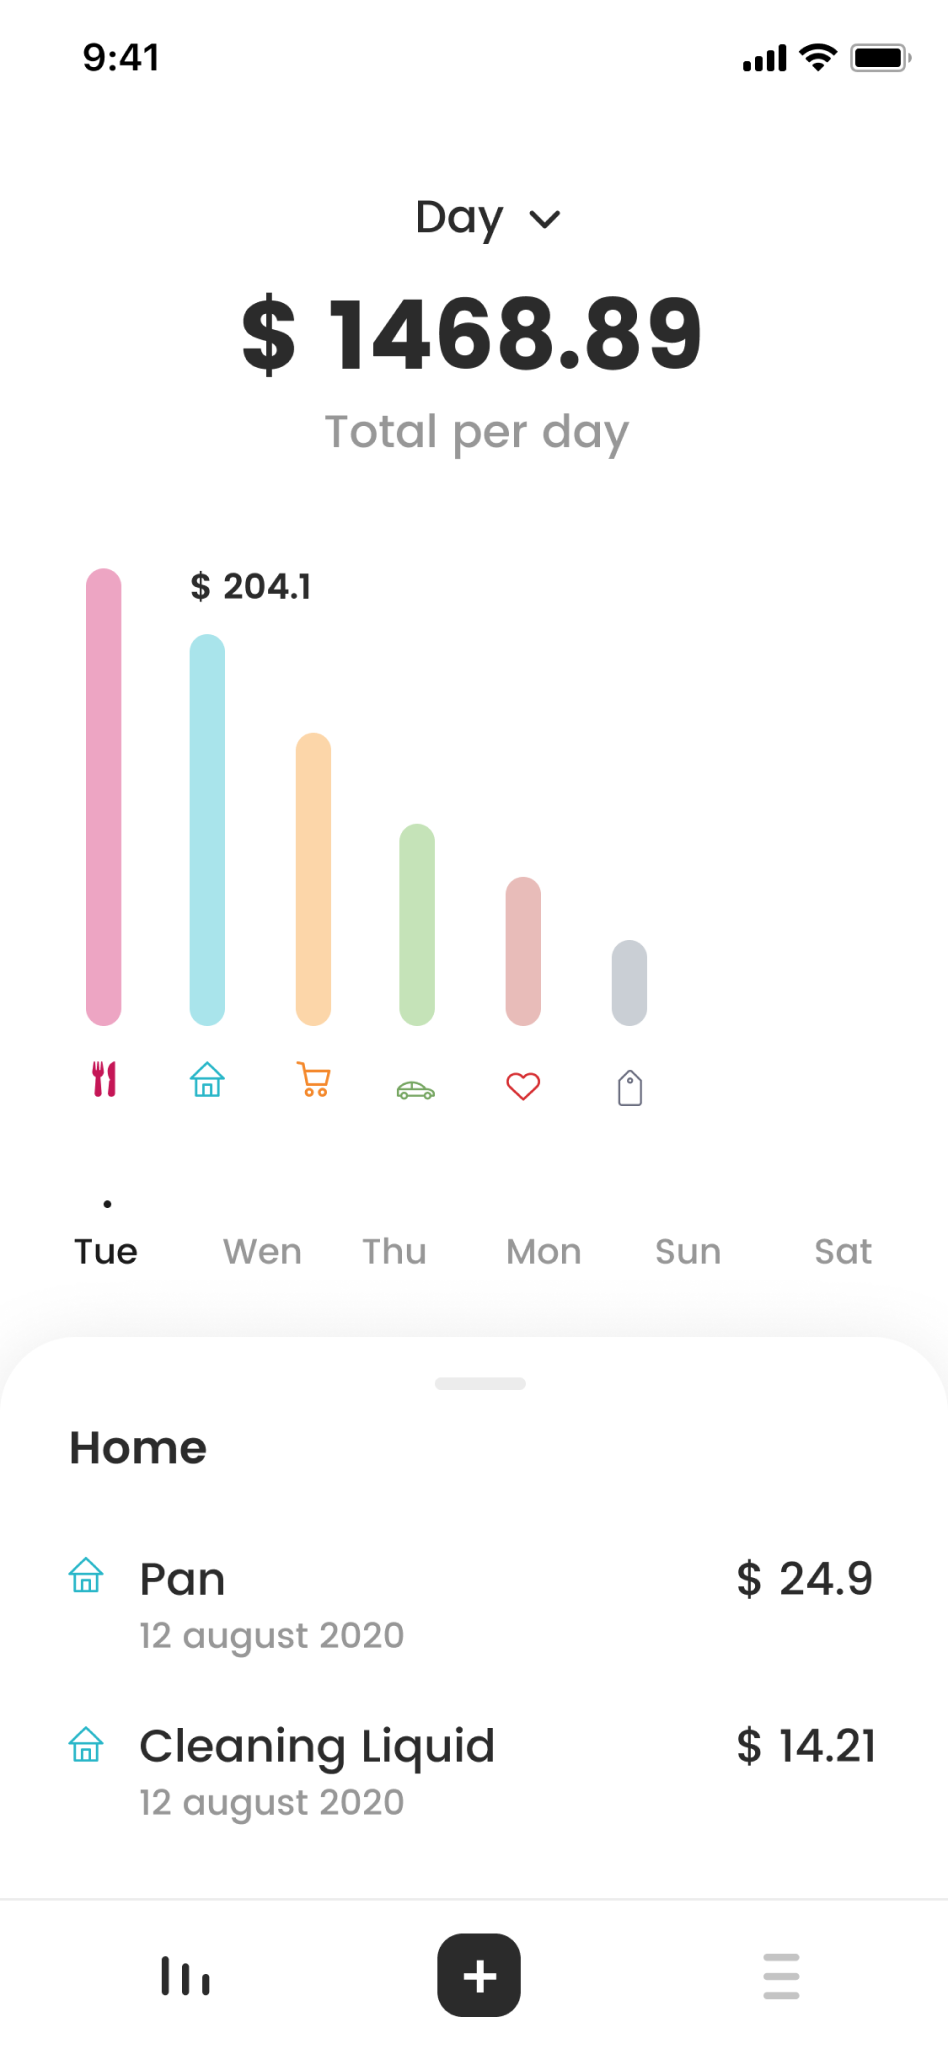 9:41
Day
$ 1468.89
Total per day
$ 204.1
Tue Wen Thu Mon Sun Sat
Home
Pan $ 24.9
12 august 2020
Cleaning Liquid $ 14.21
12 august 2020